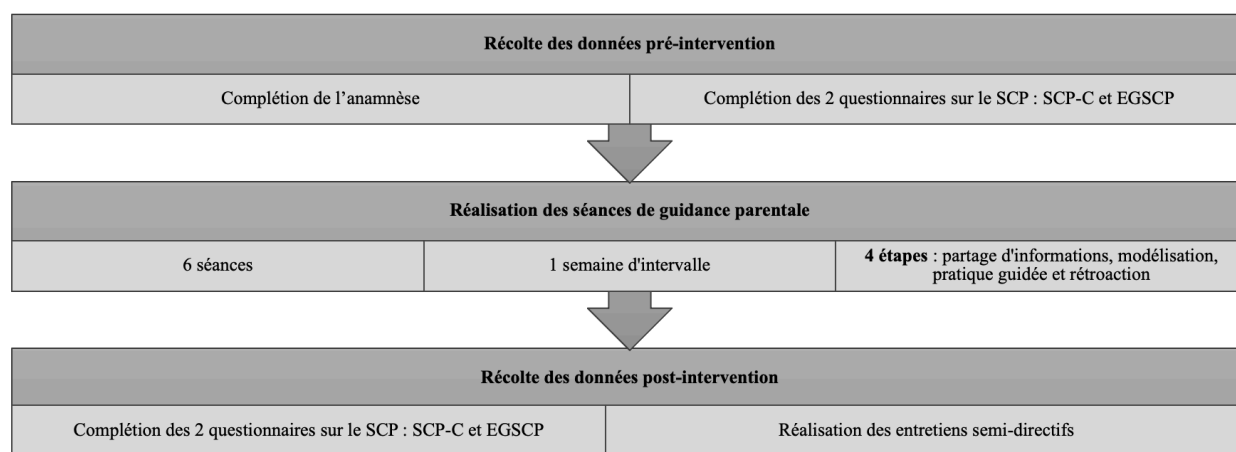 Récolte des données pré-intervention
Complétion de l’anamnèse
Complétion des 2 questionnaires sur le SCP : SCP-C et EGSCP
Réalisation des séances de guidance parentale
6 séances
1 semaine d'intervalle
4 étapes : partage d'informations, modélisation,
pratique guidée et rétroaction
Récolte des données post-intervention
Complétion des 2 questionnaires sur le SCP : SCP-C et EGSCP
Réalisation des entretiens semi-directifs